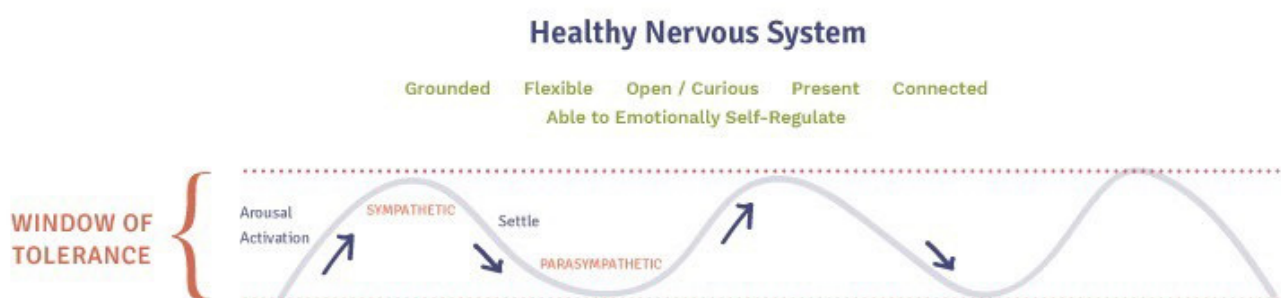 Healthy Nervous System
Grounded Flexible Open / Curious Present Connected
Able to Emotionally Self-Regulate
WINDOW OF
TOLERANCE
Arousal
Activation
SYMPATHETIC
Settle
PARASYMPATHETIC